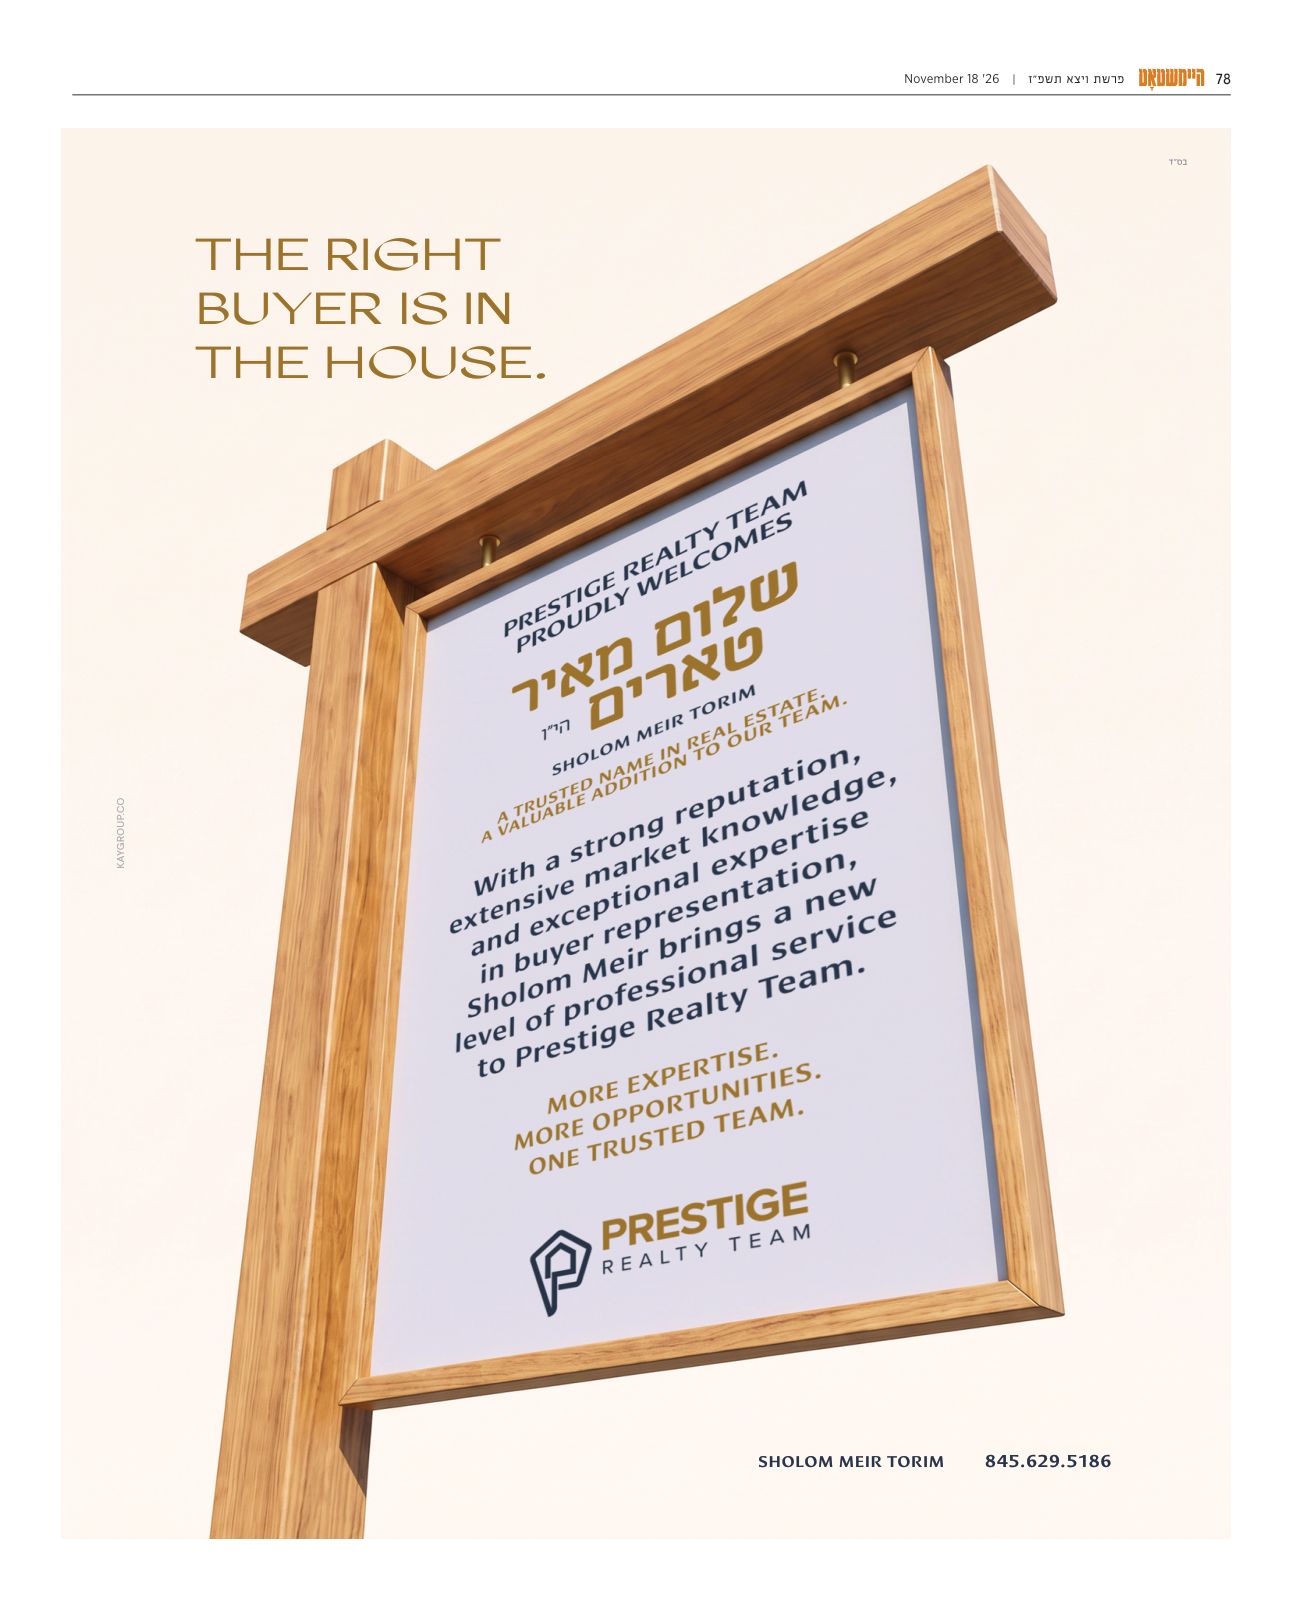 78 היימשטאָט פרשת ויצא תשפ״ז | November 18 '26
בס״ד
THE RIGHT
BUYER IS IN
THE HOUSE.
PRESTIGE REALTY TEAM
PROUDLY WELCOMES
שלום מאיר
טארים הי״ו
SHOLOM MEIR TORIM
A TRUSTED NAME IN REAL ESTATE.
A VALUABLE ADDITION TO OUR TEAM.
With a strong reputation,
extensive market knowledge,
and exceptional expertise
in buyer representation,
Sholom Meir brings a new
level of professional service
to Prestige Realty Team.
MORE EXPERTISE.
MORE OPPORTUNITIES.
ONE TRUSTED TEAM.
PRESTIGE
REALTY TEAM
KAYGROUP.CO
SHOLOM MEIR TORIM 845.629.5186